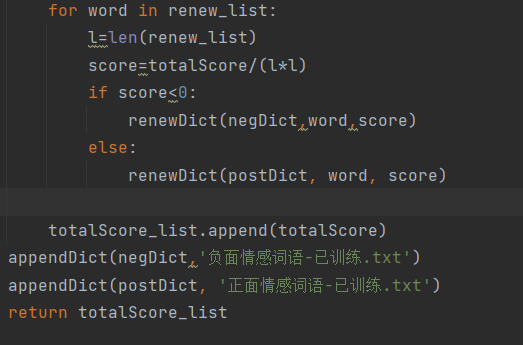 for word in renew_list:
l=len(renew_list)
score=totalScore/(l*l)
if score<0:
renewDict(negDict,word,score)
else:
renewDict(postDict, word, score)
totalScore_list.append(totalScore)
appendDict(negDict,'负面情感词语-已训练.txt')
appendDict(postDict, '正面情感词语-已训练.txt')
return totalScore_list